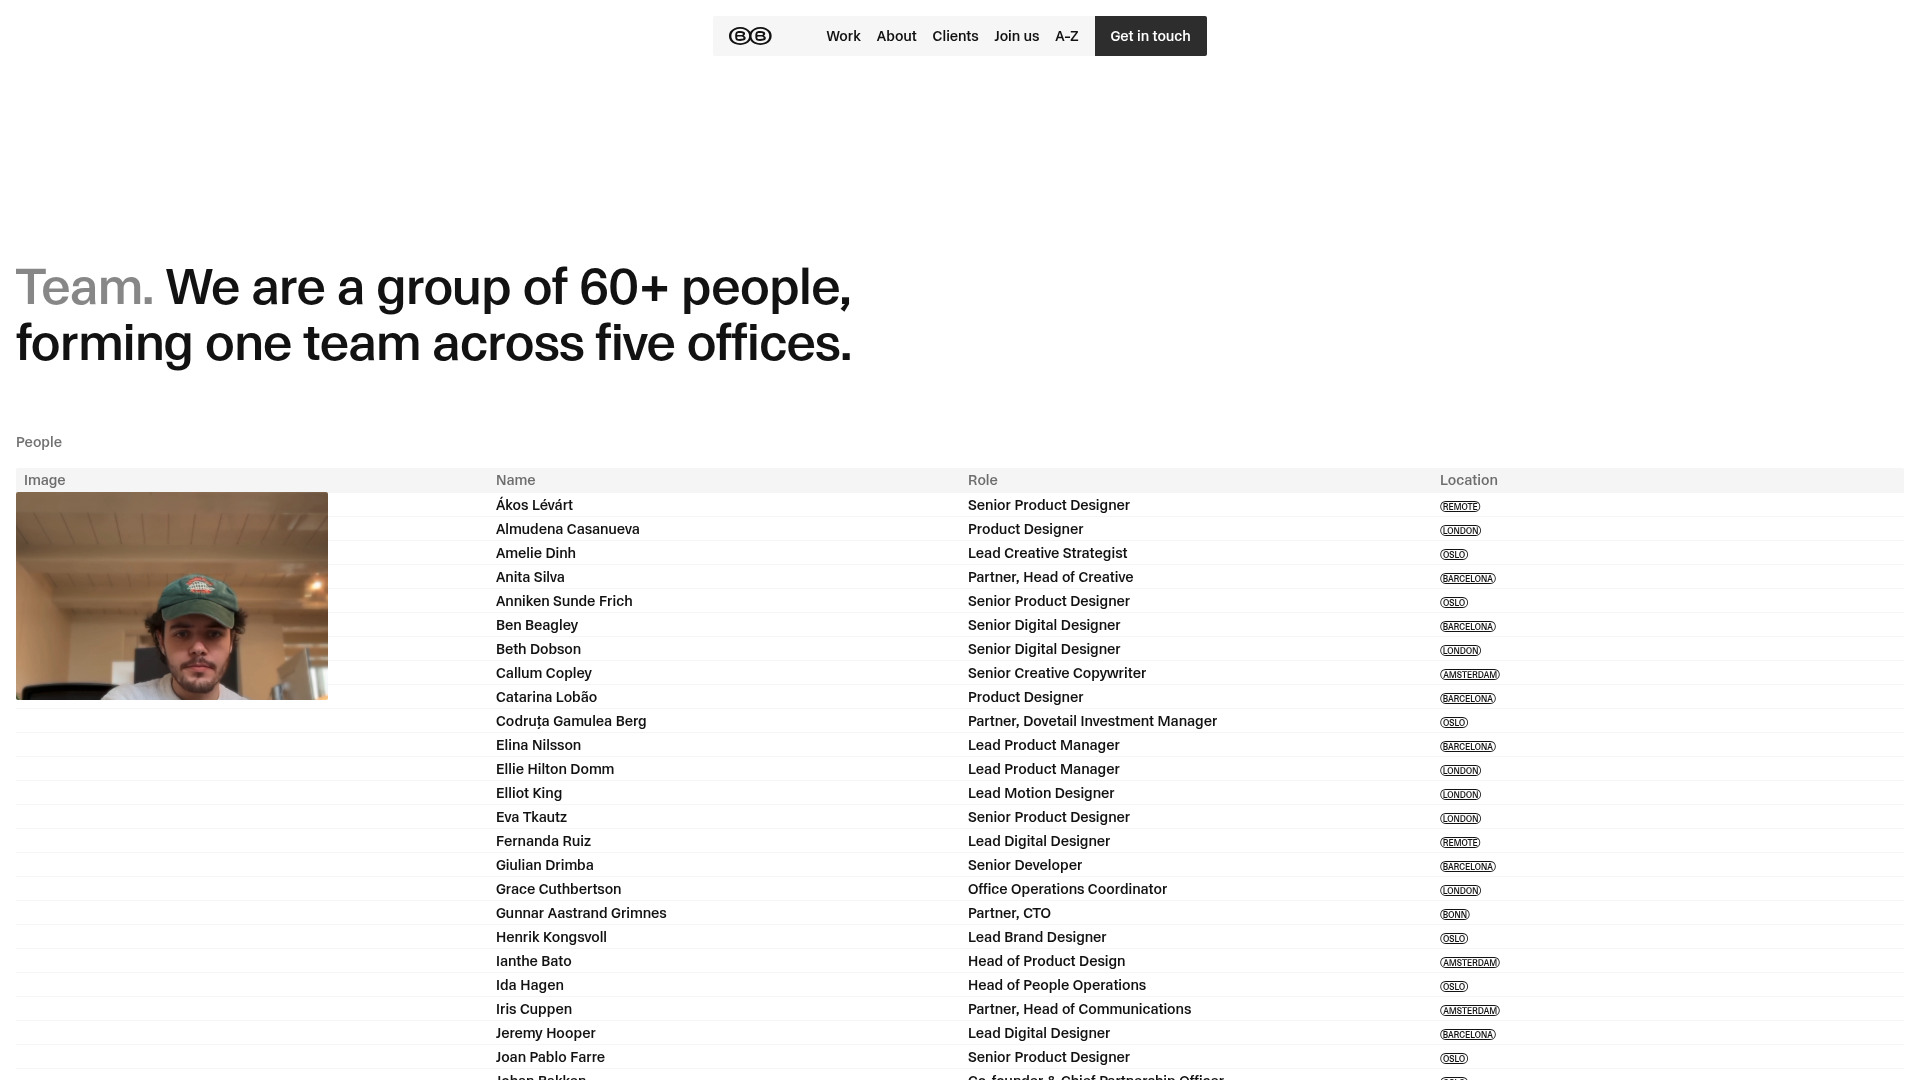 BB Work About Clients Join us A–Z Get in touch
Team. We are a group of 60+ people,
forming one team across five offices.
People
Image Name Role Location
Ákos Lévárt Senior Product Designer REMOTE
Almudena Casanueva Product Designer LONDON
Amelie Dinh Lead Creative Strategist OSLO
Anita Silva Partner, Head of Creative BARCELONA
Anniken Sunde Frich Senior Product Designer OSLO
Ben Beagley Senior Digital Designer BARCELONA
Beth Dobson Senior Digital Designer LONDON
Callum Copley Senior Creative Copywriter AMSTERDAM
Catarina Lobão Product Designer BARCELONA
Codruța Gamulea Berg Partner, Dovetail Investment Manager OSLO
Elina Nilsson Lead Product Manager BARCELONA
Ellie Hilton Domm Lead Product Manager LONDON
Elliot King Lead Motion Designer LONDON
Eva Tkautz Senior Product Designer LONDON
Fernanda Ruiz Lead Digital Designer REMOTE
Giulian Drimba Senior Developer BARCELONA
Grace Cuthbertson Office Operations Coordinator LONDON
Gunnar Aastrand Grimnes Partner, CTO BONN
Henrik Kongsvoll Lead Brand Designer OSLO
Ianthe Bato Head of Product Design AMSTERDAM
Ida Hagen Head of People Operations OSLO
Iris Cuppen Partner, Head of Communications AMSTERDAM
Jeremy Hooper Lead Digital Designer BARCELONA
Joan Pablo Farre Senior Product Designer OSLO
Co-founder & Chief Partnership Officer